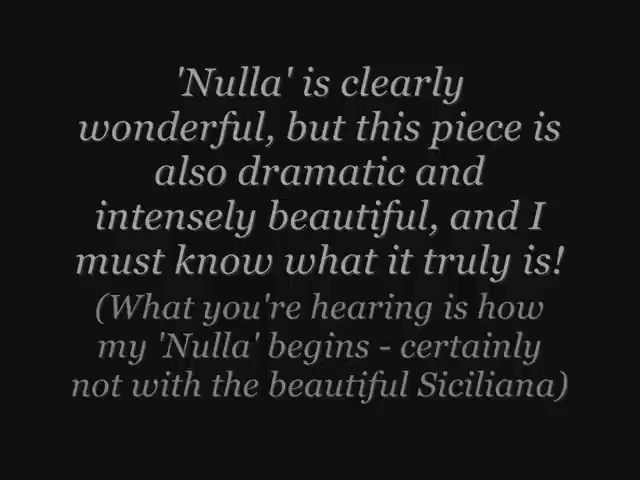 'Nulla' is clearly
wonderful, but this piece is
also dramatic and
intensely beautiful, and I
must know what it truly is!
(What you're hearing is how
my 'Nulla' begins - certainly
not with the beautiful Siciliana)